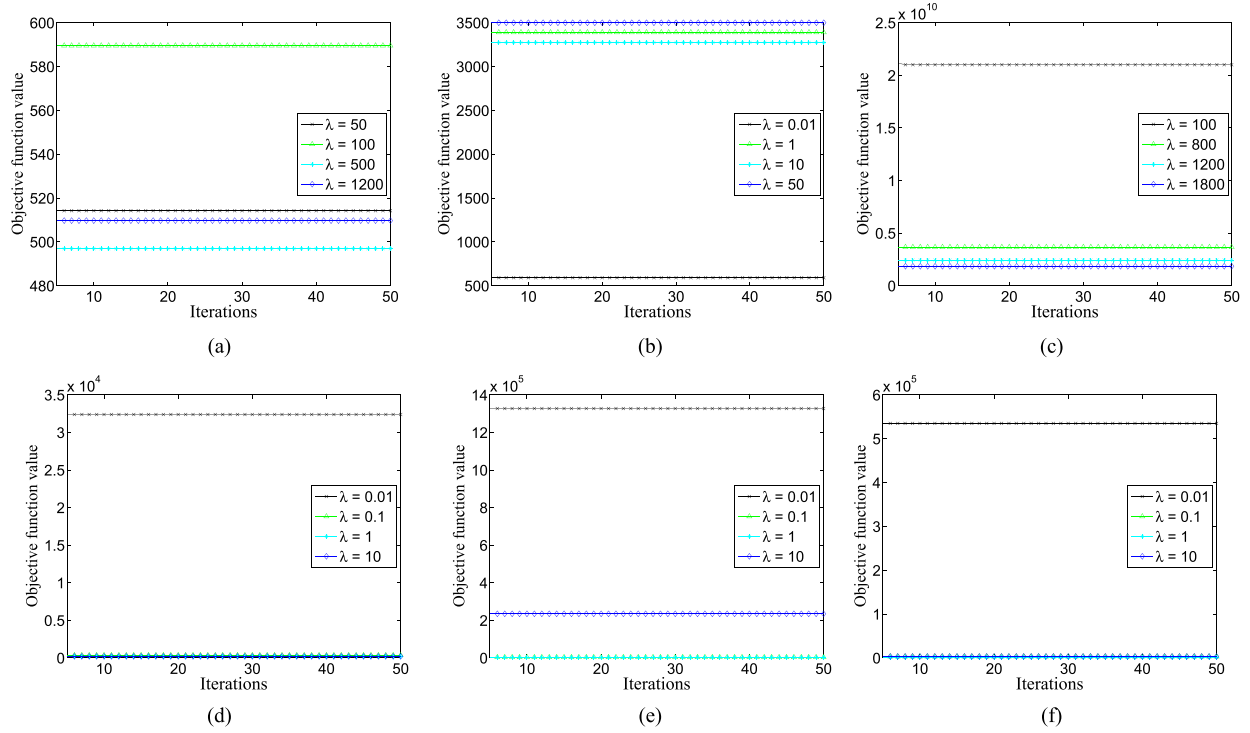 600
580
560
540
520
510
500
490
480
Objective function value
10 20 30 40 50
Iterations
λ = 50
λ = 100
λ = 500
λ = 1200
(a)
3500
3000
2500
2000
1500
1000
500
Objective function value
10 20 30 40 50
Iterations
λ = 0.01
λ = 1
λ = 10
λ = 50
(b)
x 10^10
2.5
2
1.5
1
0.5
0
Objective function value
10 20 30 40 50
Iterations
λ = 100
λ = 800
λ = 1200
λ = 1800
(c)
x 10^4
3.5
3
2.5
2
1.5
1
0.5
0
Objective function value
10 20 30 40 50
Iterations
λ = 0.01
λ = 0.1
λ = 1
λ = 10
(d)
x 10^5
14
12
10
8
6
4
2
0
Objective function value
10 20 30 40 50
Iterations
λ = 0.01
λ = 0.1
λ = 1
λ = 10
(e)
x 10^5
6
5
4
3
2
1
0
Objective function value
10 20 30 40 50
Iterations
λ = 0.01
λ = 0.1
λ = 1
λ = 10
(f)